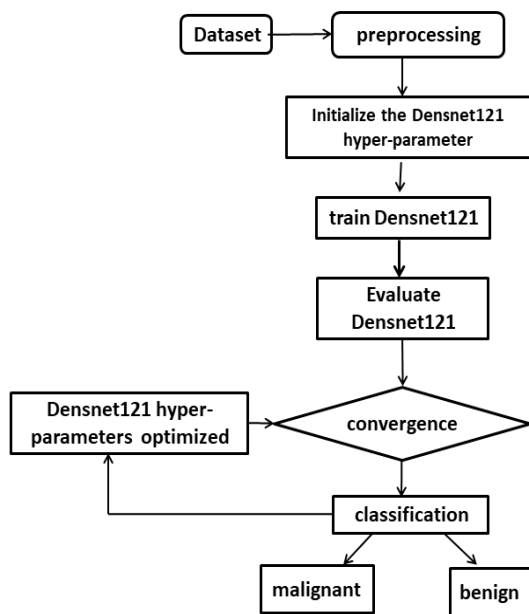 Dataset
preprocessing
Initialize the Densnet121
hyper-parameter
train Densnet121
Evaluate
Densnet121
Densnet121 hyper-
parameters optimized
convergence
classification
malignant
benign